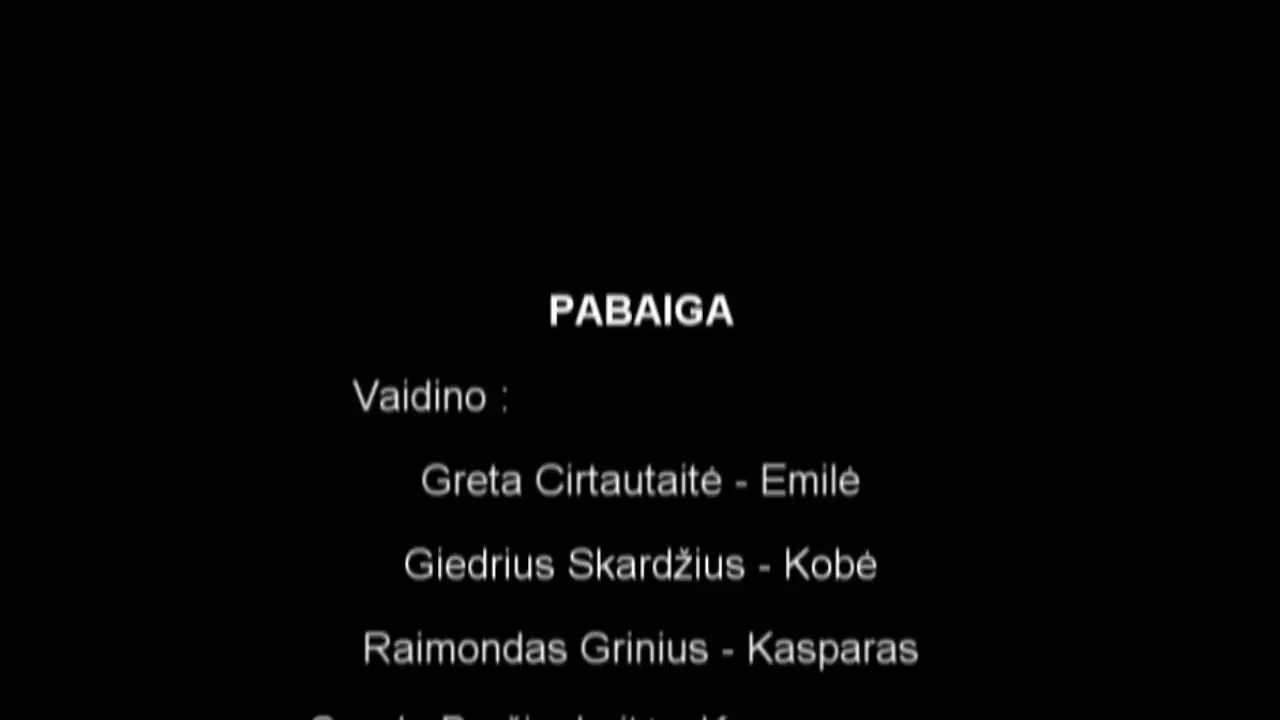 PABAIGA
Vaidino :
Greta Cirtautaitė - Emilė
Giedrius Skardžius - Kobė
Raimondas Grinius - Kasparas